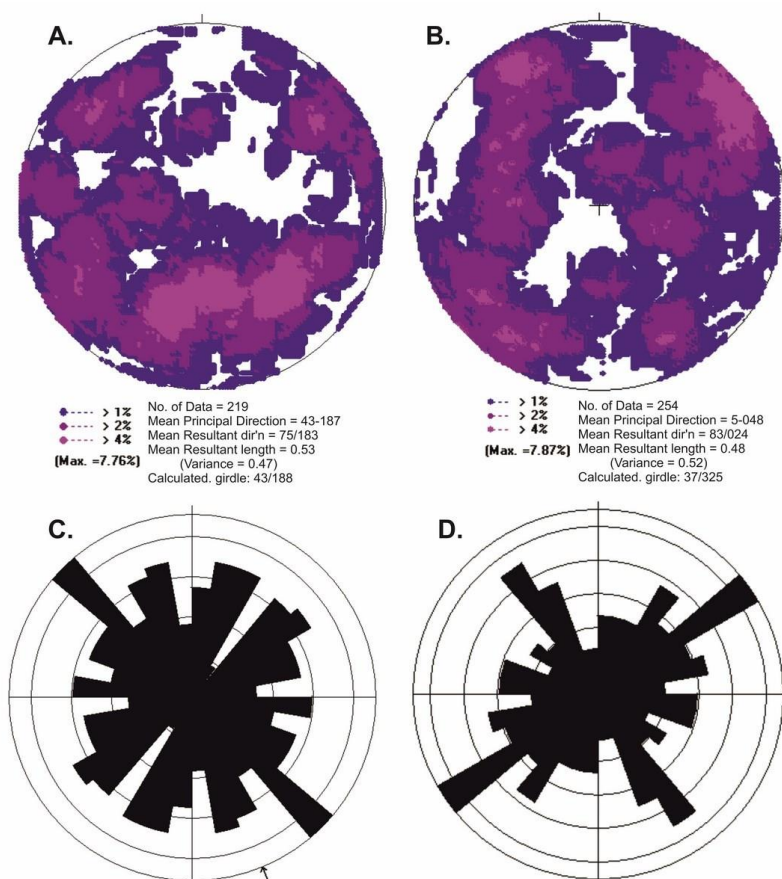 A.
B.
> 1%
> 2%
> 4%
(Max. =7.76%)
No. of Data = 219
Mean Principal Direction = 43-187
Mean Resultant dir'n = 75/183
Mean Resultant length = 0.53
(Variance = 0.47)
Calculated. girdle: 43/188
> 1%
> 2%
> 4%
(Max. =7.87%)
No. of Data = 254
Mean Principal Direction = 5-048
Mean Resultant dir'n = 83/024
Mean Resultant length = 0.48
(Variance = 0.52)
Calculated. girdle: 37/325
C.
D.